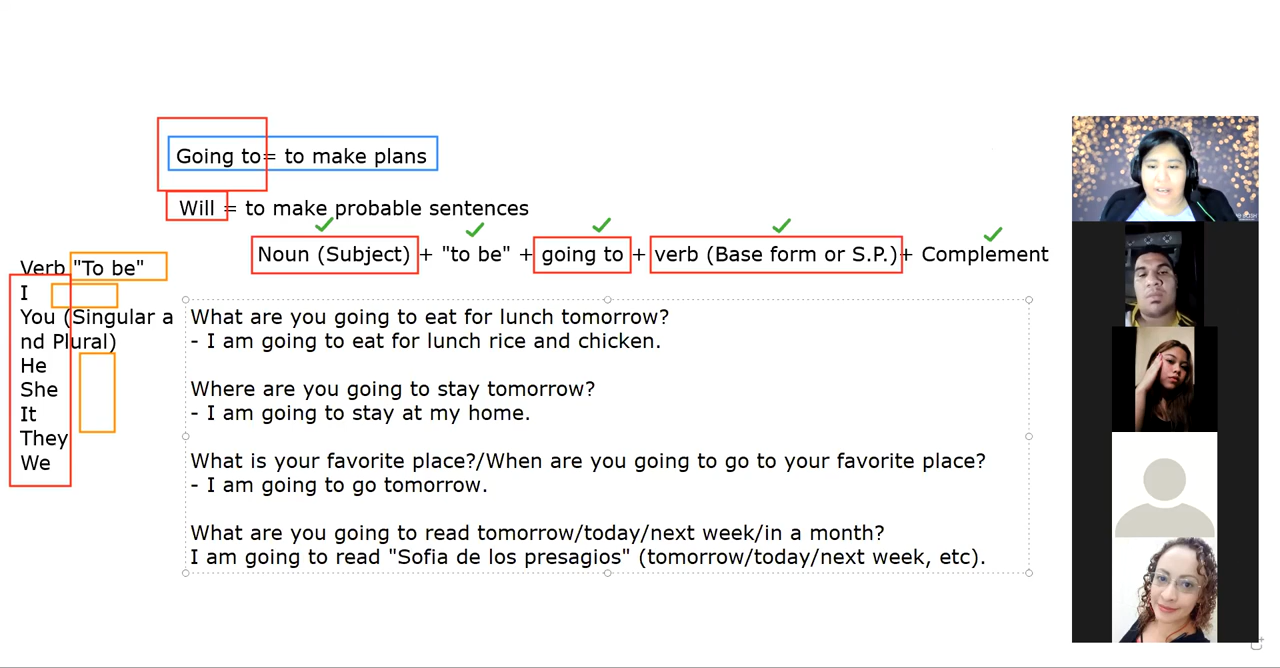 Going to= to make plans
Will = to make probable sentences
Noun (Subject) + "to be" + going to + verb (Base form or S.P.)+ Complement
Verb "To be"
I
You (Singular a
nd Plural)
He
She
It
They
We
What are you going to eat for lunch tomorrow?
- I am going to eat for lunch rice and chicken.
Where are you going to stay tomorrow?
- I am going to stay at my home.
What is your favorite place?/When are you going to go to your favorite place?
- I am going to go tomorrow.
What are you going to read tomorrow/today/next week/in a month?
I am going to read "Sofia de los presagios" (tomorrow/today/next week, etc).